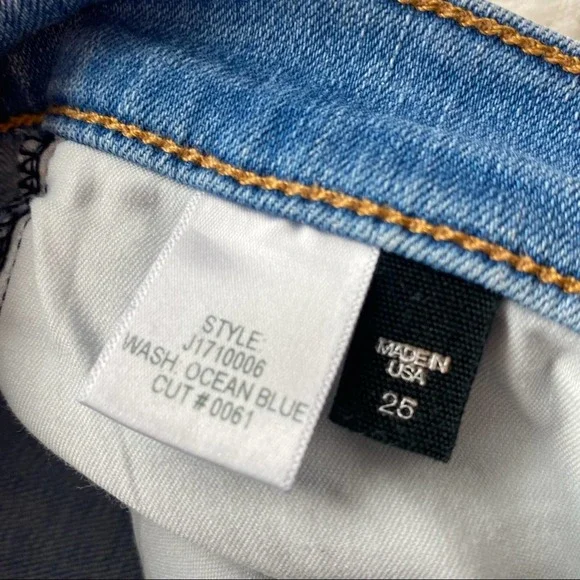 STYLE:
J1710006
WASH: OCEAN BLUE
CUT # 0061
MADE IN
USA
25